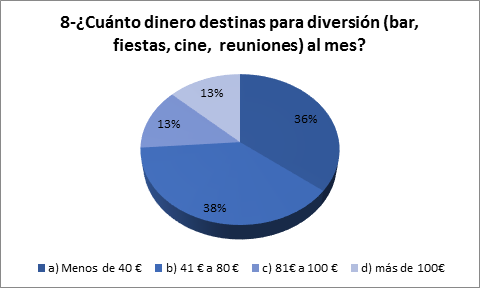 8-¿Cuánto dinero destinas para diversión (bar,
fiestas, cine,  reuniones) al mes?
13%
36%
13%
38%
a) Menos de 40 €
b) 41 € a 80 €
c) 81€ a 100 €
d) más de 100€